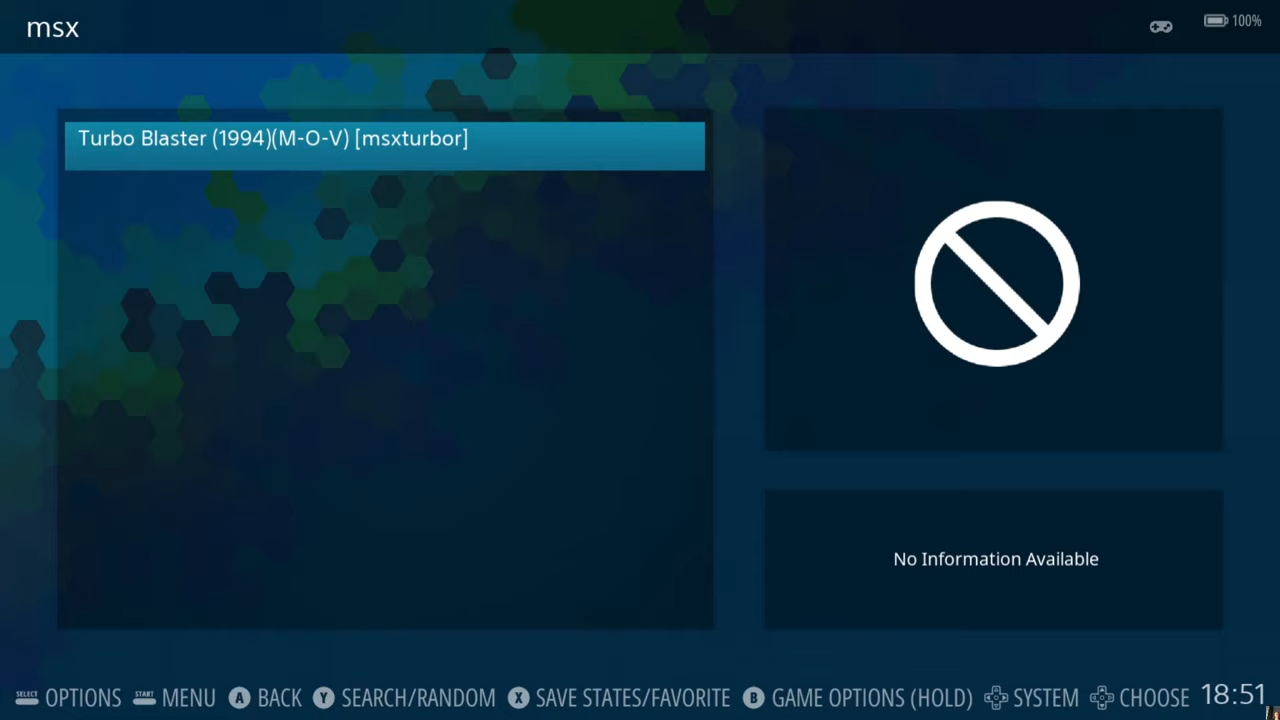 msx
100%
Turbo Blaster (1994)(M-O-V) [msxturbor]
No Information Available
SELECT OPTIONS START MENU A BACK Y SEARCH/RANDOM X SAVE STATES/FAVORITE B GAME OPTIONS (HOLD) SYSTEM CHOOSE 18:51